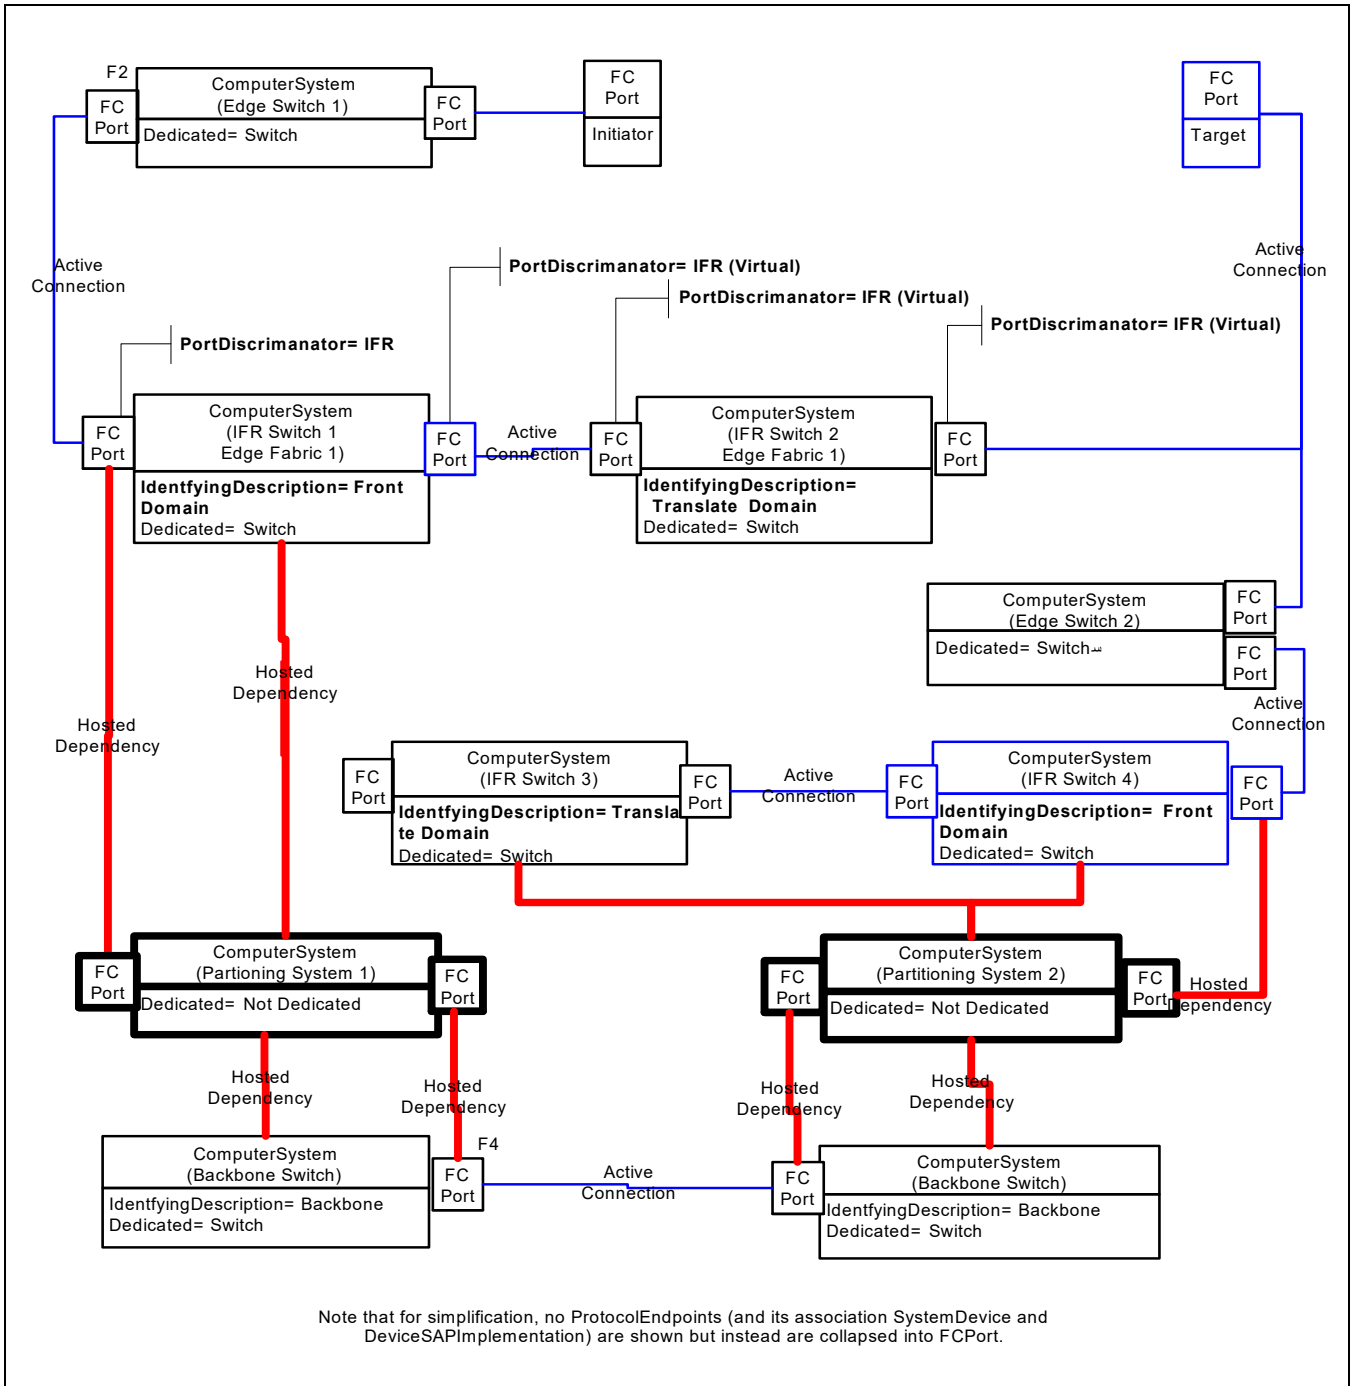 F2
ComputerSystem
(Edge Switch 1)
Dedicated= Switch
FC
Port
FC
Port
FC
Port
Initiator
FC
Port
Target
Active
Connection
Active
Connection
PortDiscrimanator= IFR (Virtual)
PortDiscrimanator= IFR (Virtual)
PortDiscrimanator= IFR (Virtual)
PortDiscrimanator= IFR
FC
Port
ComputerSystem
(IFR Switch 1
Edge Fabric 1)
IdentfyingDescription= Front
Domain
Dedicated= Switch
FC
Port
Active
Connection
FC
Port
ComputerSystem
(IFR Switch 2
Edge Fabric 1)
IdentifyingDescription=
Translate Domain
Dedicated= Switch
FC
Port
ComputerSystem
(Edge Switch 2)
Dedicated= Switch
FC
Port
FC
Port
Hosted
Dependency
Hosted
Dependency
Active
Connection
FC
Port
ComputerSystem
(IFR Switch 3)
IdentfyingDescription= Transla
te Domain
Dedicated= Switch
FC
Port
Active
Connection
FC
Port
ComputerSystem
(IFR Switch 4)
IdentifyingDescription= Front
Domain
Dedicated= Switch
FC
Port
FC
Port
ComputerSystem
(Partioning System 1)
Dedicated= Not Dedicated
FC
Port
FC
Port
ComputerSystem
(Partitioning System 2)
Dedicated= Not Dedicated
FC
Port
Hosted
Dependency
Hosted
Dependency
Hosted
Dependency
Hosted
Dependency
Hosted
Dependency
ComputerSystem
(Backbone Switch)
IdentfyingDescription= Backbone
Dedicated= Switch
F4
FC
Port
Active
Connection
FC
Port
ComputerSystem
(Backbone Switch)
IdentfyingDescription= Backbone
Dedicated= Switch
Note that for simplification, no ProtocolEndpoints (and its association SystemDevice and
DeviceSAPImplementation) are shown but instead are collapsed into FCPort.